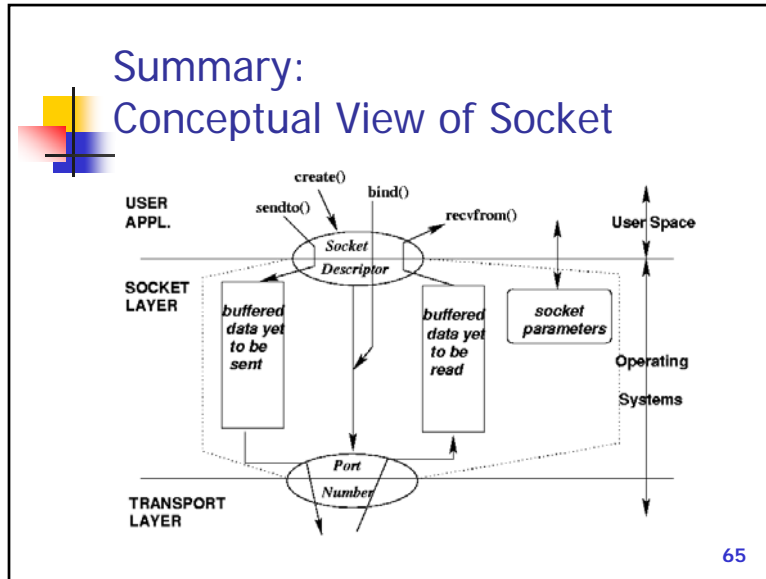 Summary:
Conceptual View of Socket
create()
bind()
sendto()
recvfrom()
USER
APPL.
User Space
Socket
Descriptor
SOCKET
LAYER
buffered
data yet
to be
sent
buffered
data yet
to be
read
socket
parameters
Operating
Systems
Port
Number
TRANSPORT
LAYER
65